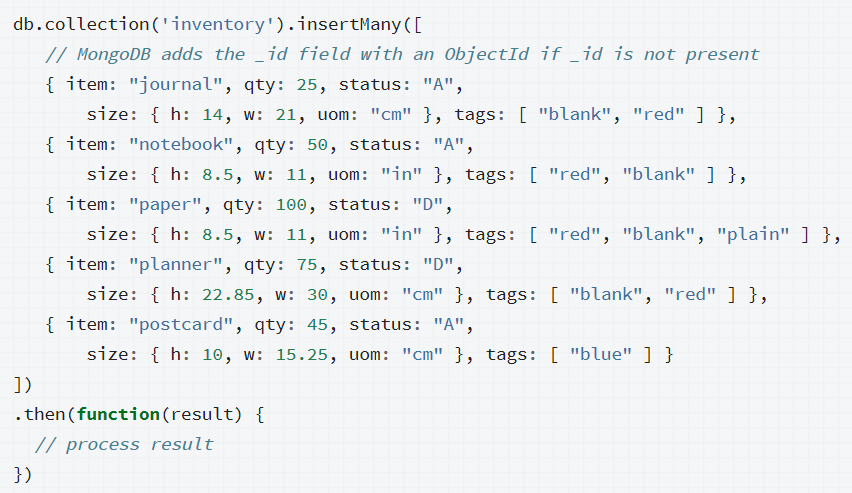 db.collection('inventory').insertMany([
   // MongoDB adds the _id field with an ObjectId if _id is not present
   { item: "journal", qty: 25, status: "A",
       size: { h: 14, w: 21, uom: "cm" }, tags: [ "blank", "red" ] },
   { item: "notebook", qty: 50, status: "A",
       size: { h: 8.5, w: 11, uom: "in" }, tags: [ "red", "blank" ] },
   { item: "paper", qty: 100, status: "D",
       size: { h: 8.5, w: 11, uom: "in" }, tags: [ "red", "blank", "plain" ] },
   { item: "planner", qty: 75, status: "D",
       size: { h: 22.85, w: 30, uom: "cm" }, tags: [ "blank", "red" ] },
   { item: "postcard", qty: 45, status: "A",
       size: { h: 10, w: 15.25, uom: "cm" }, tags: [ "blue" ] }
])
.then(function(result) {
  // process result
})